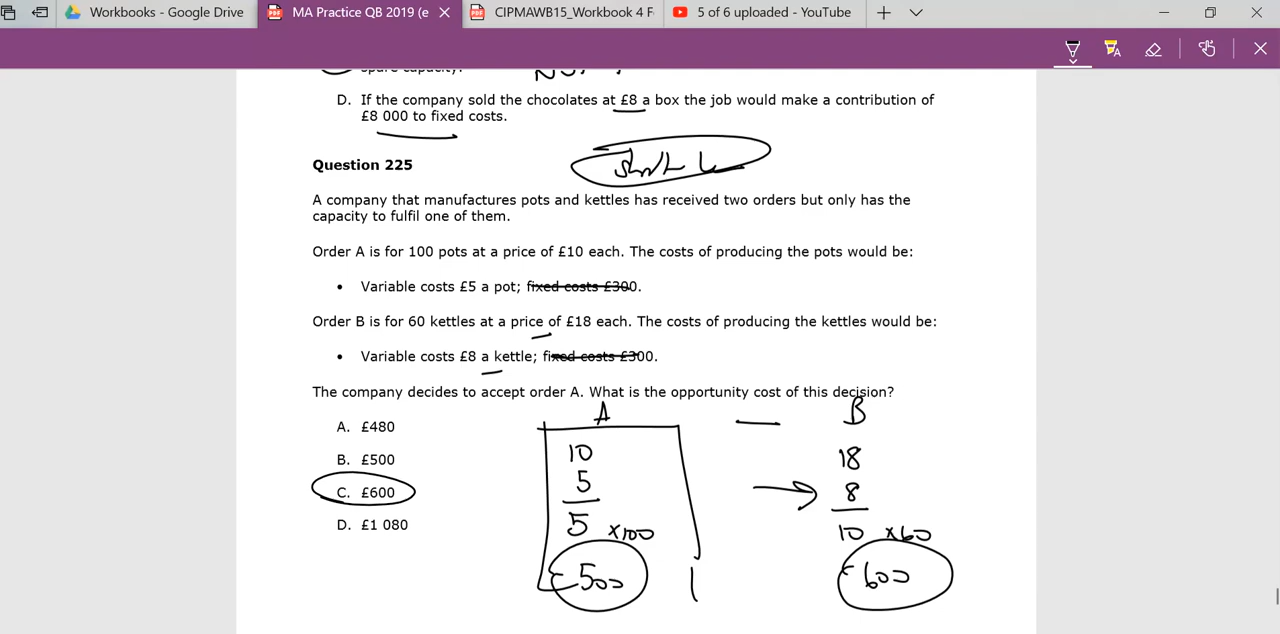 Workbooks - Google Drive
MA Practice QB 2019 (e
CIPMAWB15_Workbook 4 F
5 of 6 uploaded - YouTube
spare capacity.
D. If the company sold the chocolates at £8 a box the job would make a contribution of
£8 000 to fixed costs.
Question 225
A company that manufactures pots and kettles has received two orders but only has the
capacity to fulfil one of them.
Order A is for 100 pots at a price of £10 each. The costs of producing the pots would be:
• Variable costs £5 a pot; fixed costs £300.
Order B is for 60 kettles at a price of £18 each. The costs of producing the kettles would be:
• Variable costs £8 a kettle; fixed costs £300.
The company decides to accept order A. What is the opportunity cost of this decision?
A — B
A. £480
B. £500
C. £600
D. £1 080
10
5
5 x100
500
18
8
10 x60
600